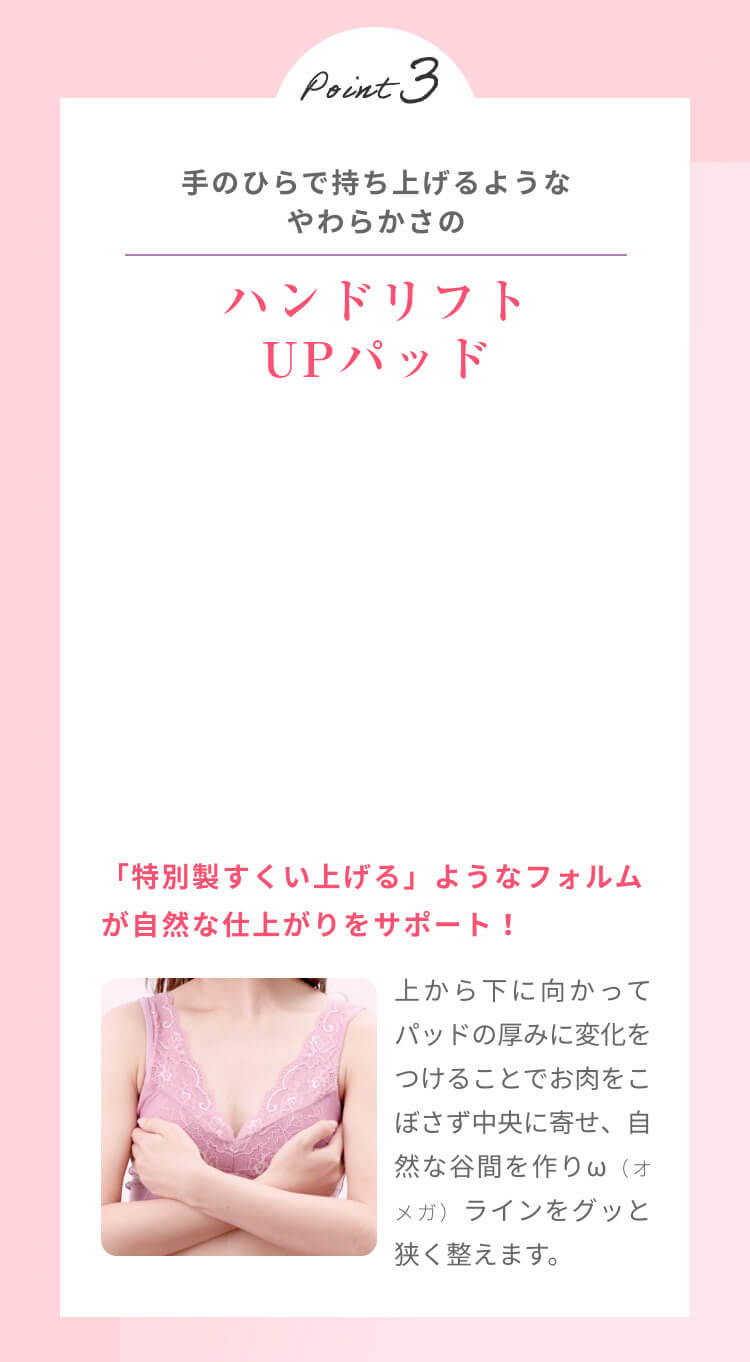 Point 3
手のひらで持ち上げるような
やわらかさの
ハンドリフト
UPパッド
「特別製すくい上げる」ようなフォルム
が自然な仕上がりをサポート！
上から下に向かって
パッドの厚みに変化を
つけることでお肉をこ
ぼさず中央に寄せ、自
然な谷間を作りω（オ
メガ）ラインをグッと
狭く整えます。